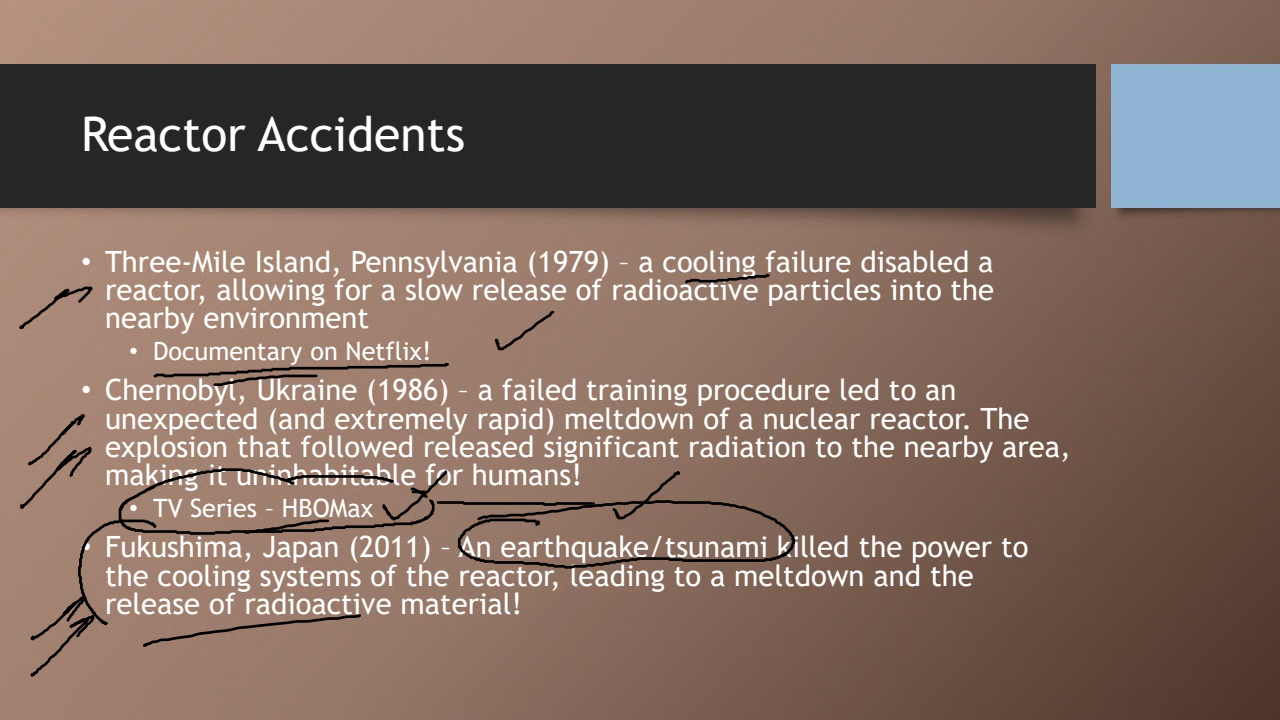 Reactor Accidents
• Three-Mile Island, Pennsylvania (1979) – a cooling failure disabled a
reactor, allowing for a slow release of radioactive particles into the
nearby environment
• Documentary on Netflix!
• Chernobyl, Ukraine (1986) – a failed training procedure led to an
unexpected (and extremely rapid) meltdown of a nuclear reactor. The
explosion that followed released significant radiation to the nearby area,
making it uninhabitable for humans!
• TV Series – HBOMax
• Fukushima, Japan (2011) – An earthquake/tsunami killed the power to
the cooling systems of the reactor, leading to a meltdown and the
release of radioactive material!